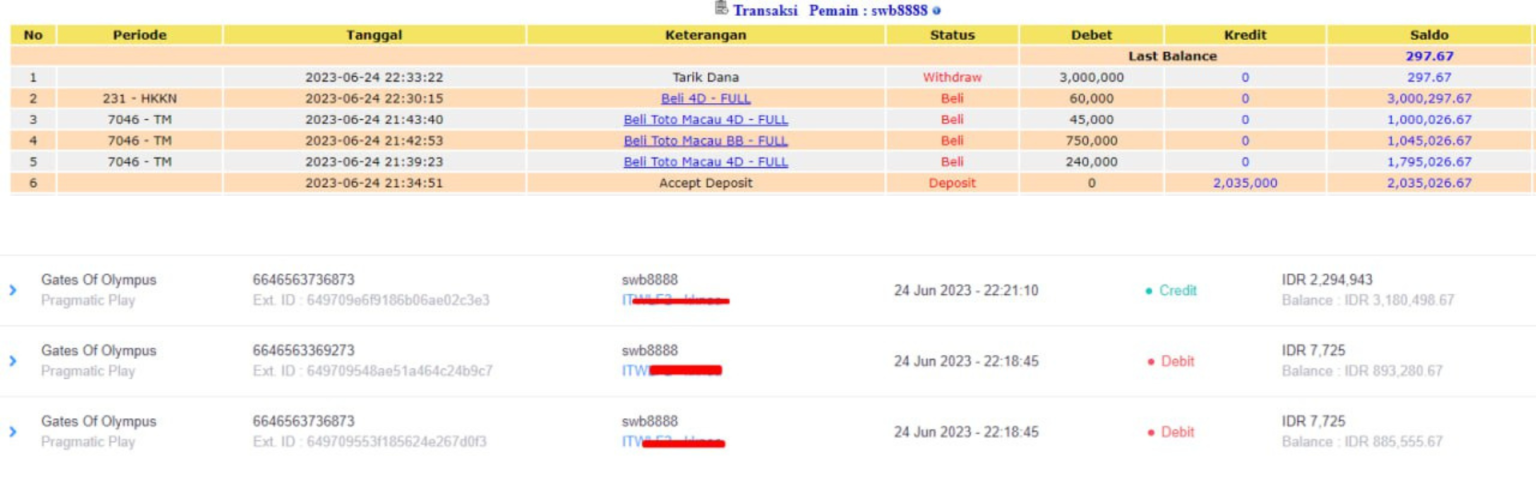 Transaksi Pemain : swb8888
No Periode Tanggal Keterangan Status Debet Kredit Saldo
Last Balance 297.67
1 2023-06-24 22:33:22 Tarik Dana Withdraw 3,000,000 0 297.67
2 231 - HKKN 2023-06-24 22:30:15 Beli 4D - FULL Beli 60,000 0 3,000,297.67
3 7046 - TM 2023-06-24 21:43:40 Beli Toto Macau 4D - FULL Beli 45,000 0 1,000,026.67
4 7046 - TM 2023-06-24 21:42:53 Beli Toto Macau BB - FULL Beli 750,000 0 1,045,026.67
5 7046 - TM 2023-06-24 21:39:23 Beli Toto Macau 4D - FULL Beli 240,000 0 1,795,026.67
6 2023-06-24 21:34:51 Accept Deposit Deposit 0 2,035,000 2,035,026.67
Gates Of Olympus 6646563736873 swb8888 24 Jun 2023 - 22:21:10 Credit IDR 2,294,943
Pragmatic Play Ext. ID : 649709e6f9186b06ae02c3e3 Balance : IDR 3,180,498.67
Gates Of Olympus 6646563369273 swb8888 24 Jun 2023 - 22:18:45 Debit IDR 7,725
Pragmatic Play Ext. ID : 649709548ae51a464c24b9c7 Balance : IDR 893,280.67
Gates Of Olympus 6646563736873 swb8888 24 Jun 2023 - 22:18:45 Debit IDR 7,725
Pragmatic Play Ext. ID : 649709553f185624e267d0f3 Balance : IDR 885,555.67